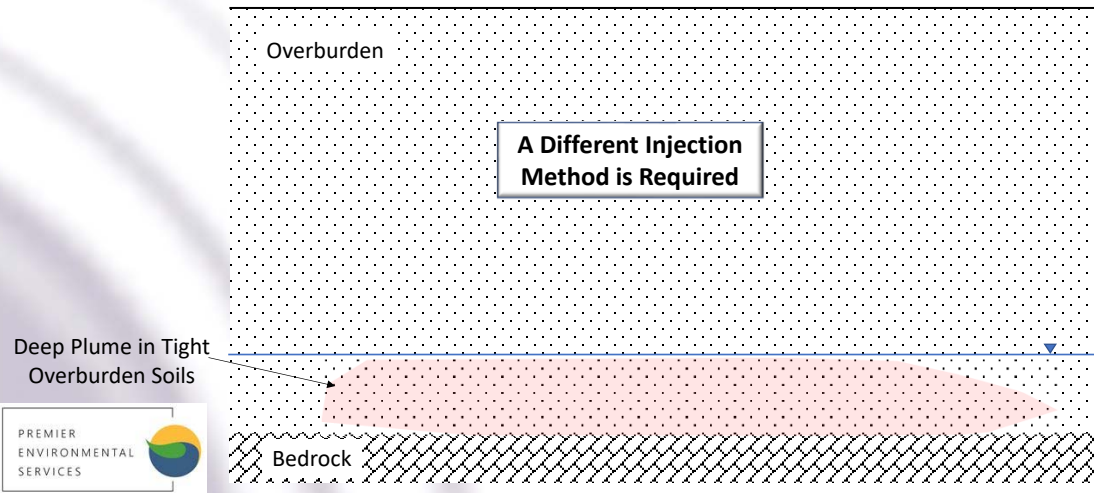 Overburden
A Different Injection
Method is Required
Deep Plume in Tight
Overburden Soils
Bedrock
PREMIER
ENVIRONMENTAL
SERVICES